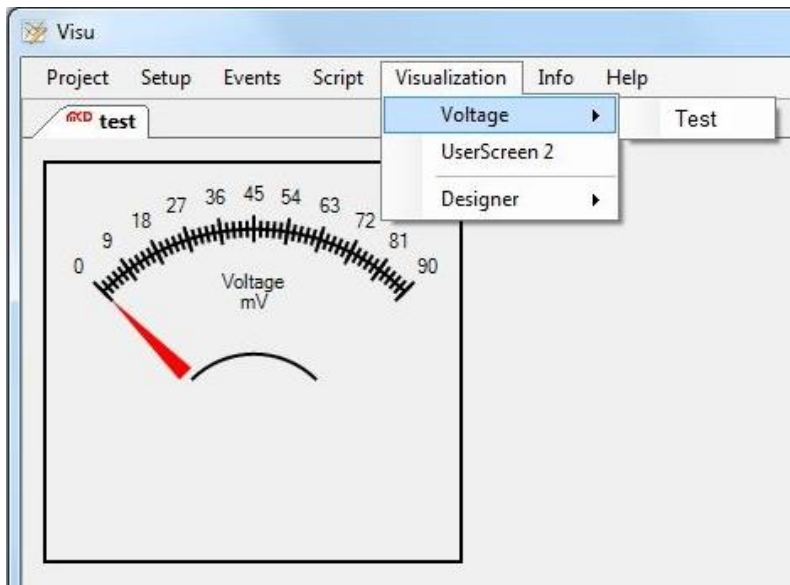 Visu
Project Setup Events Script Visualization Info Help
test
Voltage
Test
UserScreen 2
Designer
0 9 18 27 36 45 54 63 72 81 90
Voltage
mV